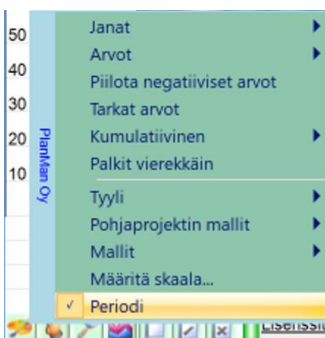 50
40
30
20
10
PlanMan Oy
Janat
Arvot
Piilota negatiiviset arvot
Tarkat arvot
Kumulatiivinen
Palkit vierekkäin
Tyyli
Pohjaprojektin mallit
Mallit
Määritä skaala...
✓ Periodi